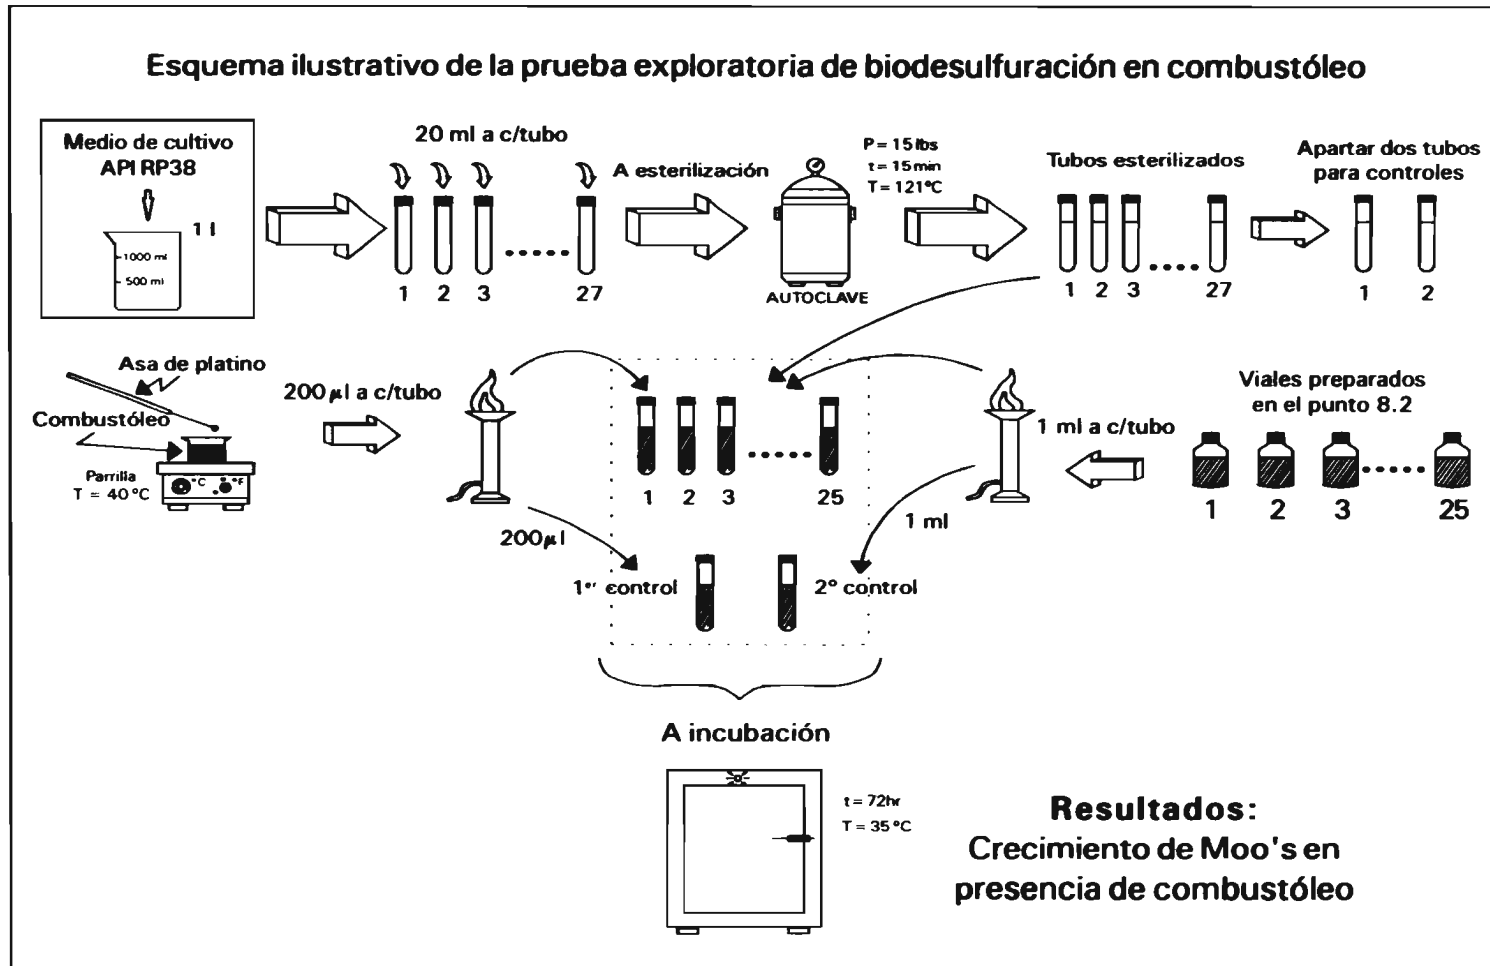 Esquema ilustrativo de la prueba exploratoria de biodesulfuración en combustóleo
Medio de cultivo
API RP38
1 l
1000 ml
500 ml
20 ml a c/tubo
1 2 3 ..... 27
A esterilización
P = 15 lbs
t = 15 min
T = 121°C
AUTOCLAVE
Tubos esterilizados
1 2 3 .... 27
Apartar dos tubos
para controles
1 2
Asa de platino
Combustóleo
Parrilla
T = 40 °C
°C °F
200 µl a c/tubo
1 2 3 ..... 25
200 µl
1er control
2º control
1 ml
1 ml a c/tubo
Viales preparados
en el punto 8.2
1 2 3 ..... 25
A incubación
t = 72hr
T = 35 °C
Resultados:
Crecimiento de Moo's en
presencia de combustóleo